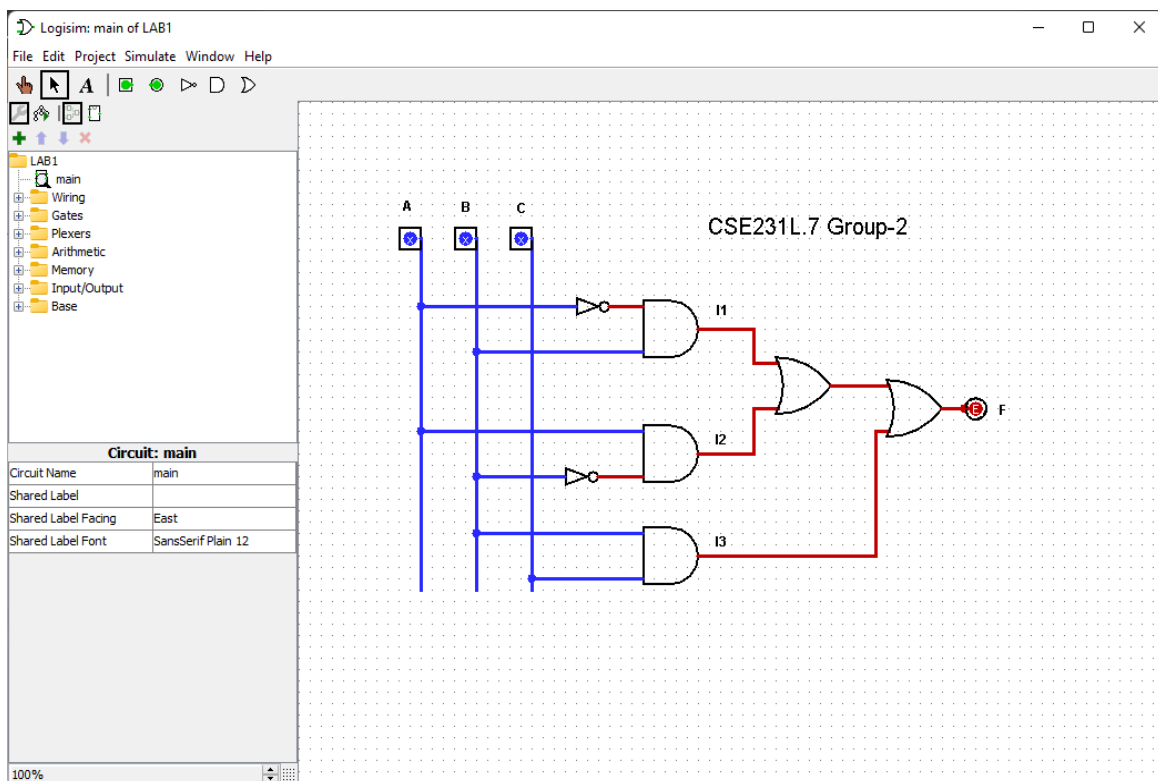 Logisim: main of LAB1
File Edit Project Simulate Window Help
A
LAB1
main
Wiring
Gates
Plexers
Arithmetic
Memory
Input/Output
Base
Circuit: main
Circuit Name main
Shared Label
Shared Label Facing East
Shared Label Font SansSerif Plain 12
100%
A B C
CSE231L.7 Group-2
x x x
I1
I2
I3
E F